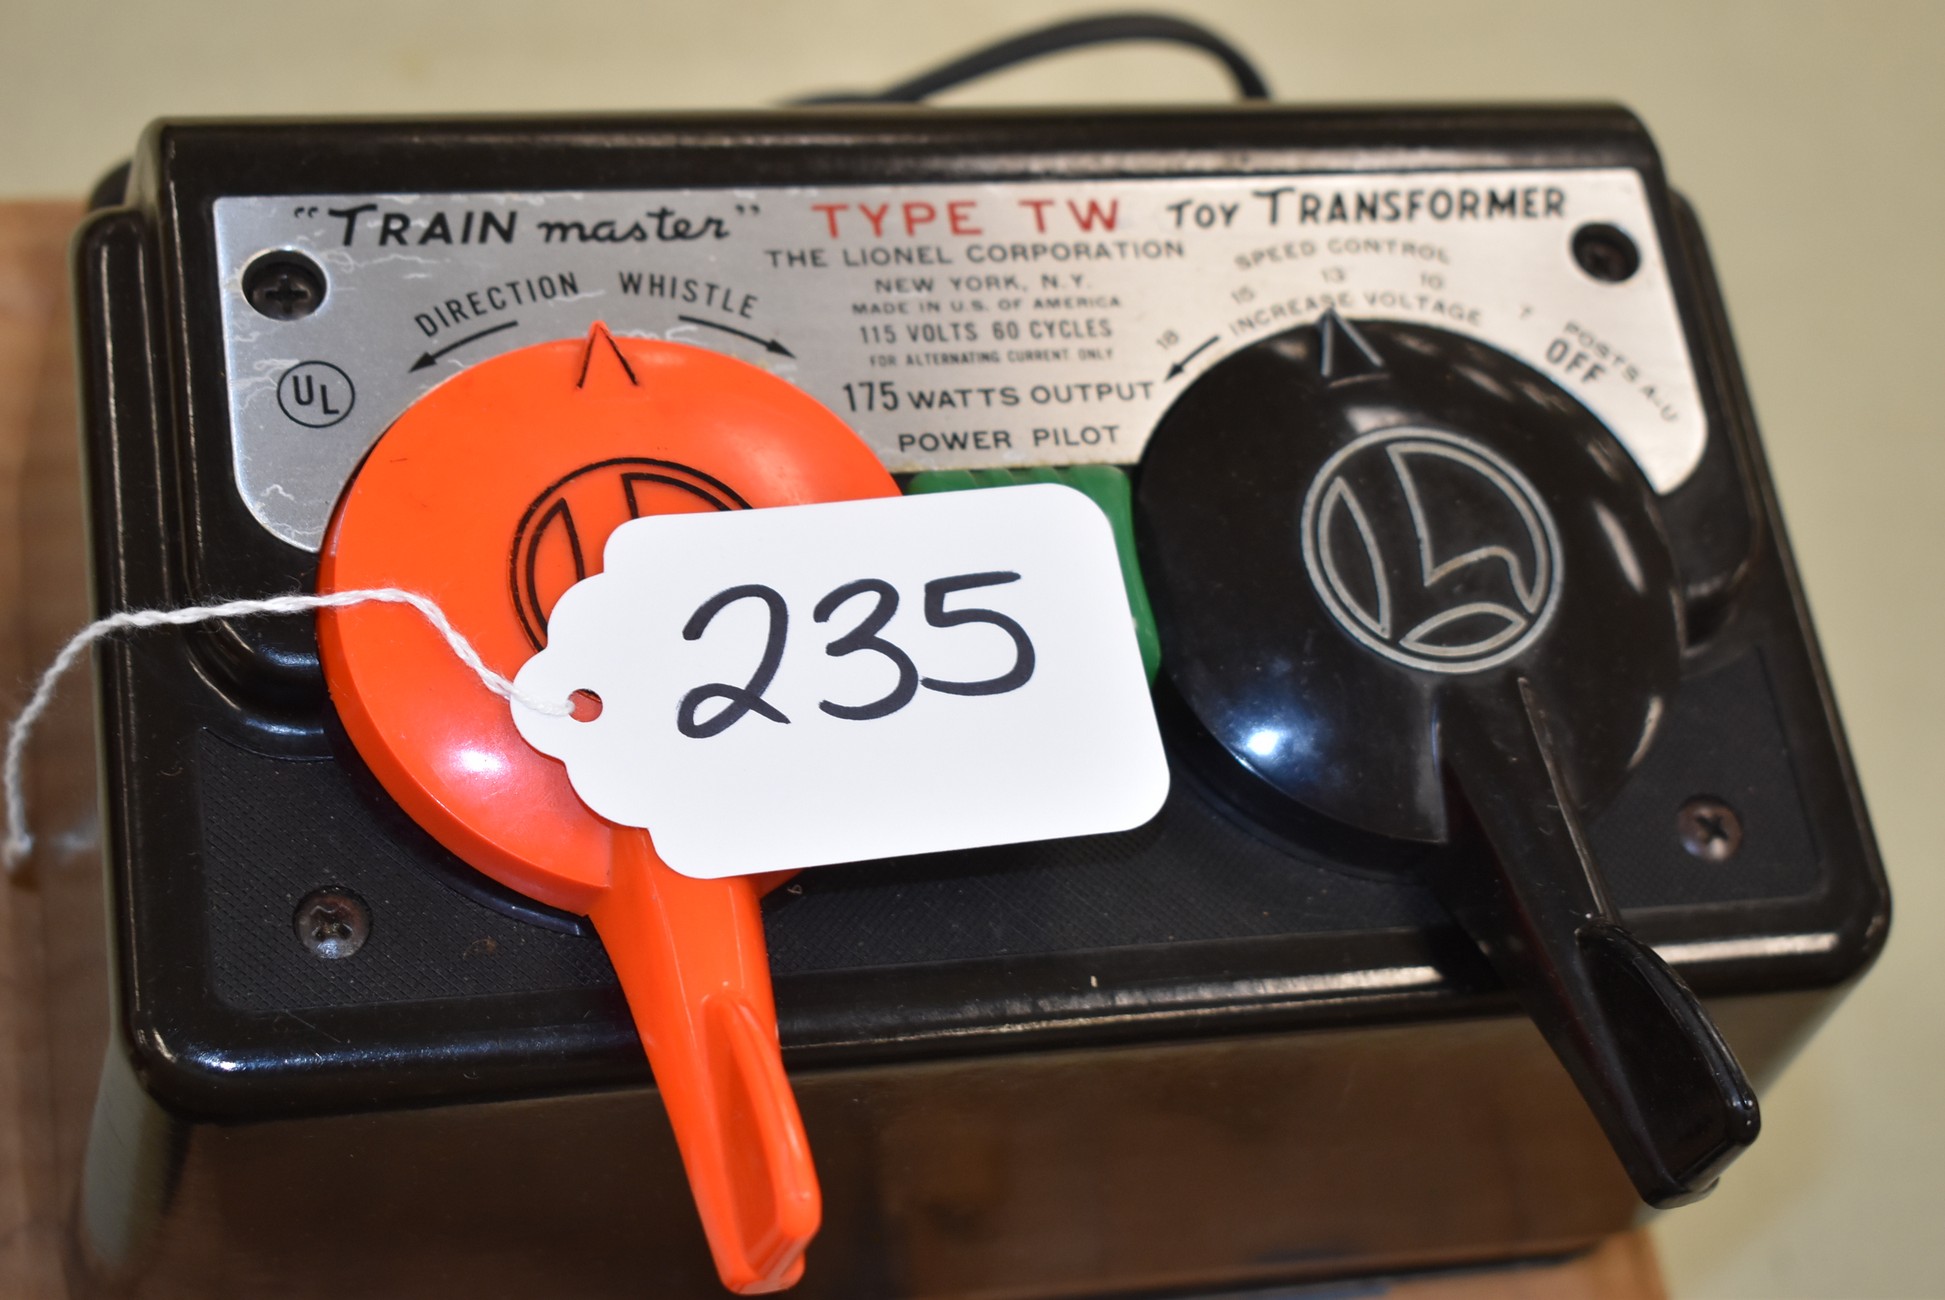 "TRAIN master" TYPE TW TOY TRANSFORMER
THE LIONEL CORPORATION
NEW YORK, N.Y.
MADE IN U.S. OF AMERICA
115 VOLTS 60 CYCLES
FOR ALTERNATING CURRENT ONLY
175 WATTS OUTPUT
POWER PILOT
DIRECTION WHISTLE
UL
SPEED CONTROL
18 15 13 10 7
INCREASE VOLTAGE
OFF
POSTS A-U
L
L
235